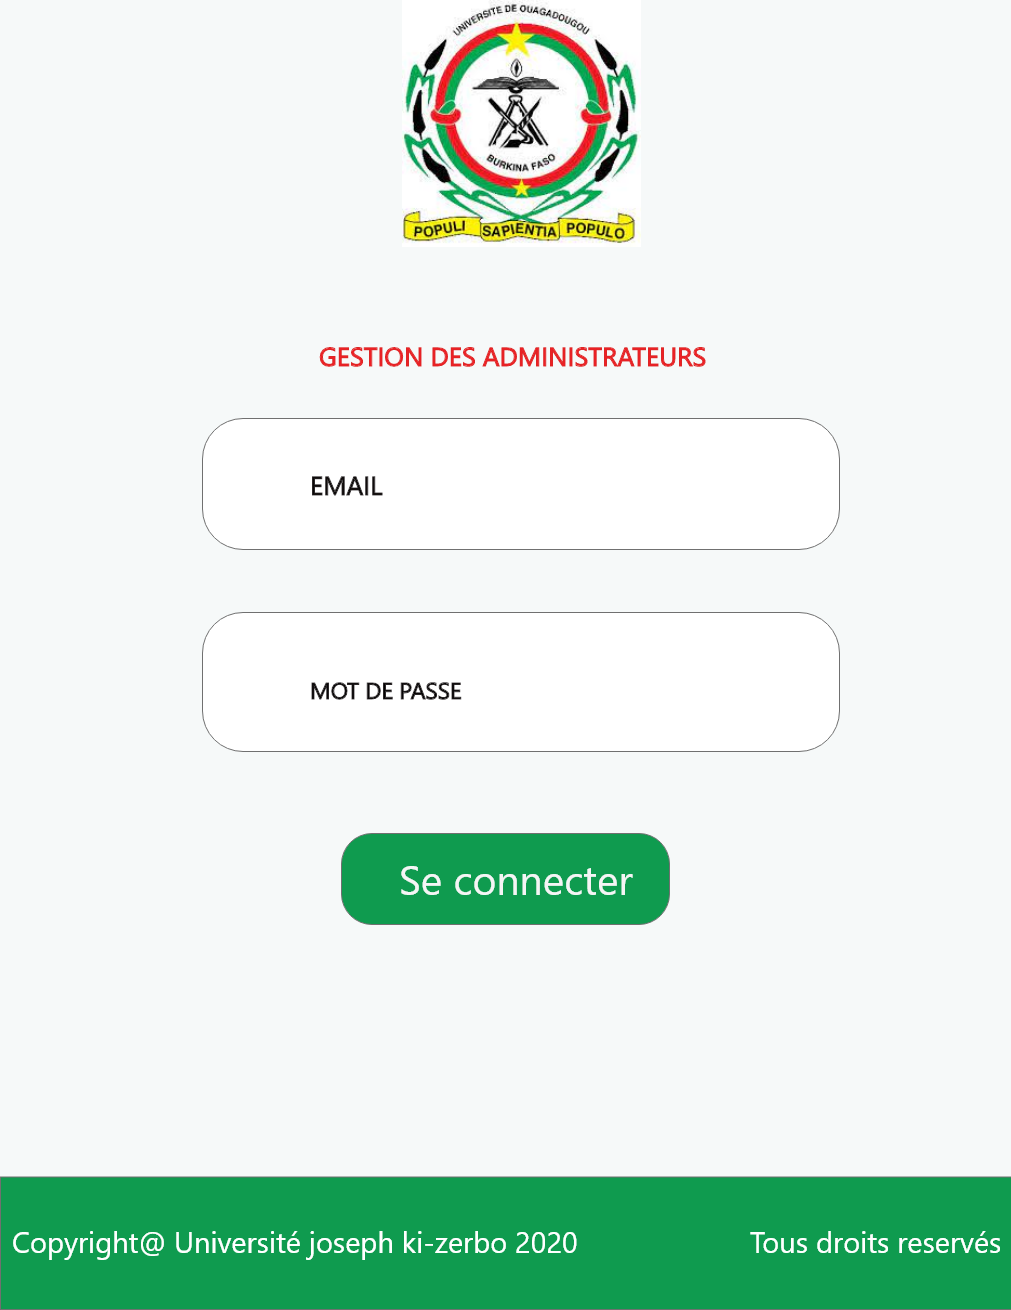 UNIVERSITE DE OUAGADOUGOU
BURKINA FASO
POPULI SAPIENTIA POPULO
GESTION DES ADMINISTRATEURS
EMAIL
MOT DE PASSE
Se connecter
Copyright@ Université joseph ki-zerbo 2020 Tous droits reservés